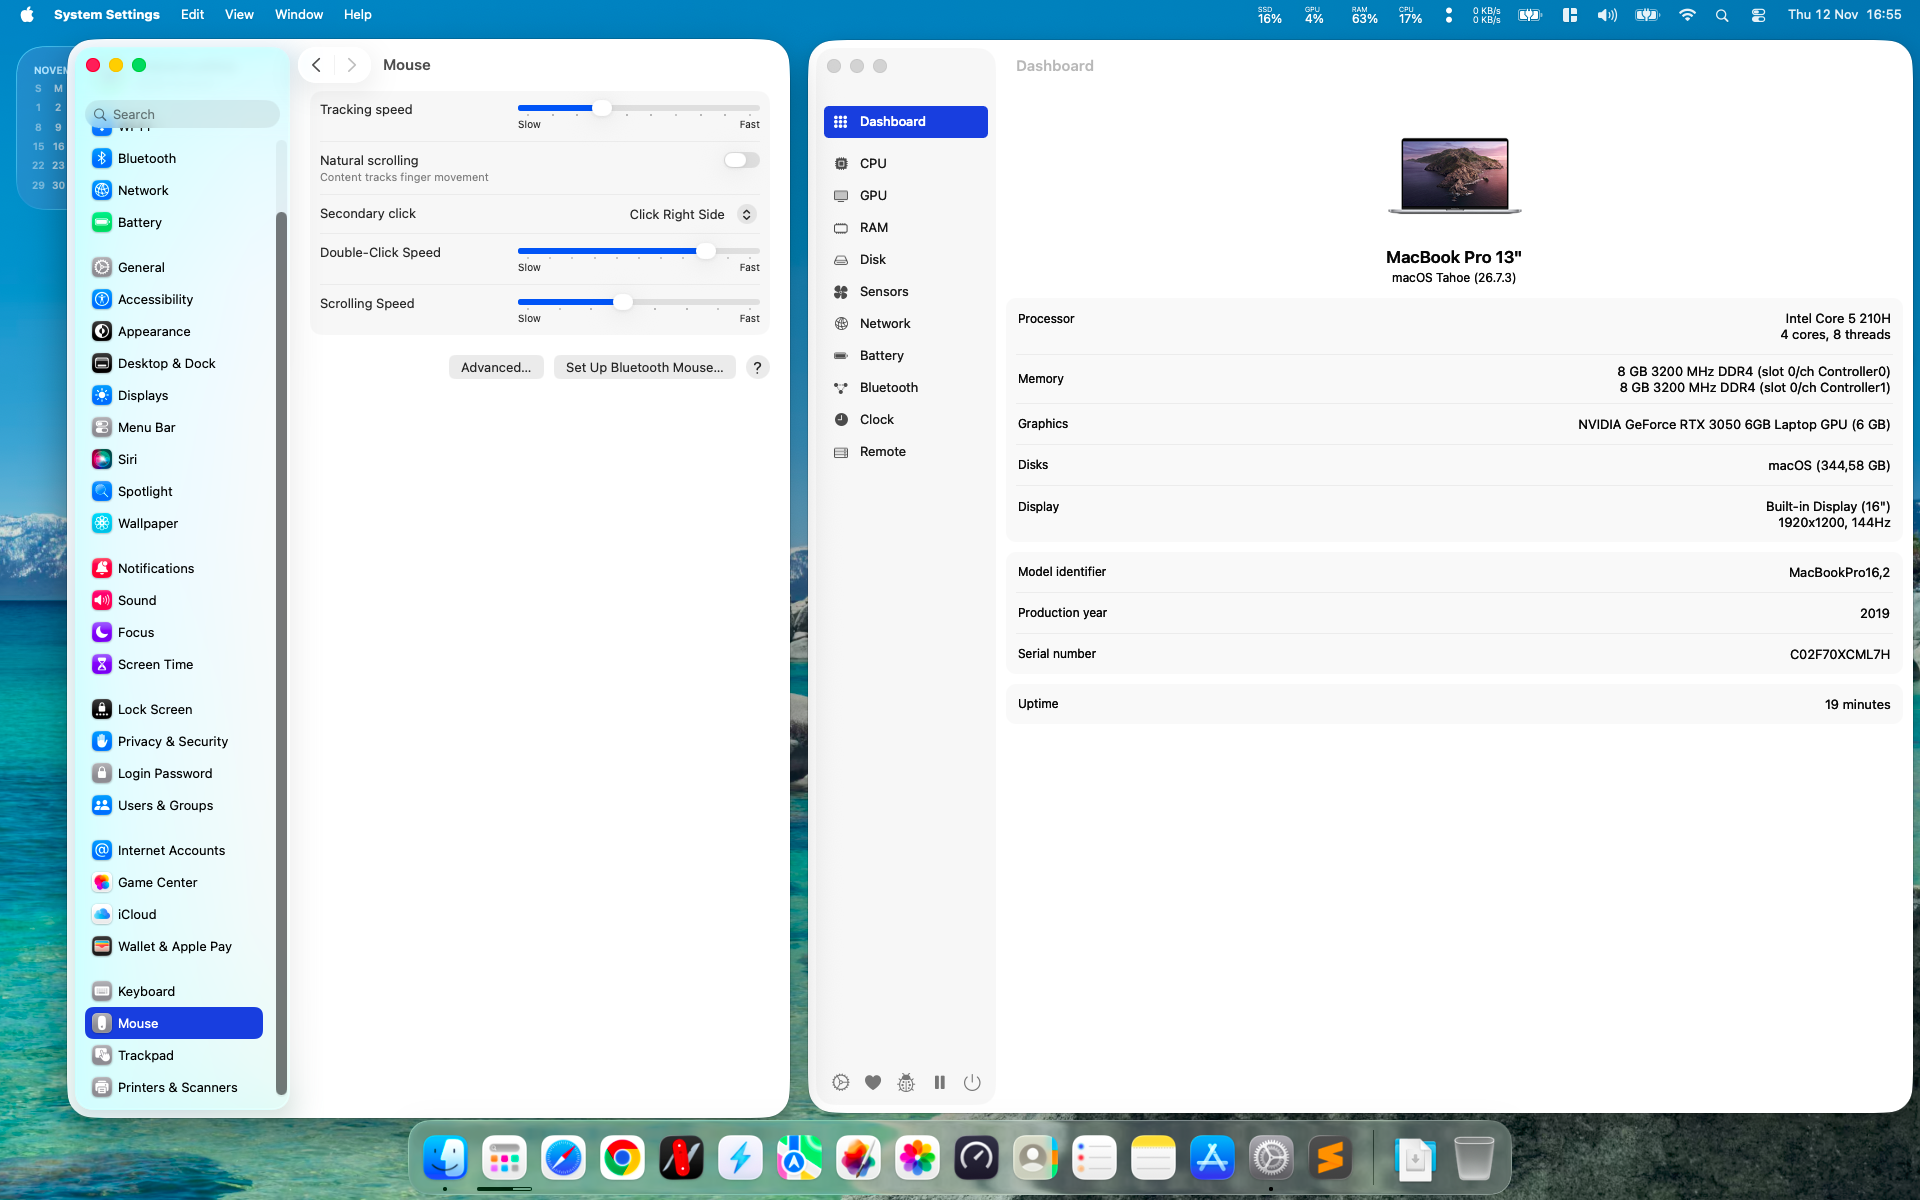 System Settings Edit View Window Help
SSD 16% GPU 4% RAM 63% CPU 17% 0 KB/s 0 KB/s Thu 12 Nov 16:55
NOVEM
S M
1 2
8 9
15 16
22 23
29 30
Search
Wi-Fi
Bluetooth
Network
Battery
General
Accessibility
Appearance
Desktop & Dock
Displays
Menu Bar
Siri
Spotlight
Wallpaper
Notifications
Sound
Focus
Screen Time
Lock Screen
Privacy & Security
Login Password
Users & Groups
Internet Accounts
Game Center
iCloud
Wallet & Apple Pay
Keyboard
Mouse
Trackpad
Printers & Scanners
Mouse
Tracking speed
Slow Fast
Natural scrolling
Content tracks finger movement
Secondary click Click Right Side
Double-Click Speed
Slow Fast
Scrolling Speed
Slow Fast
Advanced... Set Up Bluetooth Mouse... ?
Dashboard
Dashboard
CPU
GPU
RAM
Disk
Sensors
Network
Battery
Bluetooth
Clock
Remote
MacBook Pro 13"
macOS Tahoe (26.7.3)
Processor Intel Core 5 210H
4 cores, 8 threads
Memory 8 GB 3200 MHz DDR4 (slot 0/ch Controller0)
8 GB 3200 MHz DDR4 (slot 0/ch Controller1)
Graphics NVIDIA GeForce RTX 3050 6GB Laptop GPU (6 GB)
Disks macOS (344,58 GB)
Display Built-in Display (16")
1920x1200, 144Hz
Model identifier MacBookPro16,2
Production year 2019
Serial number C02F70XCML7H
Uptime 19 minutes